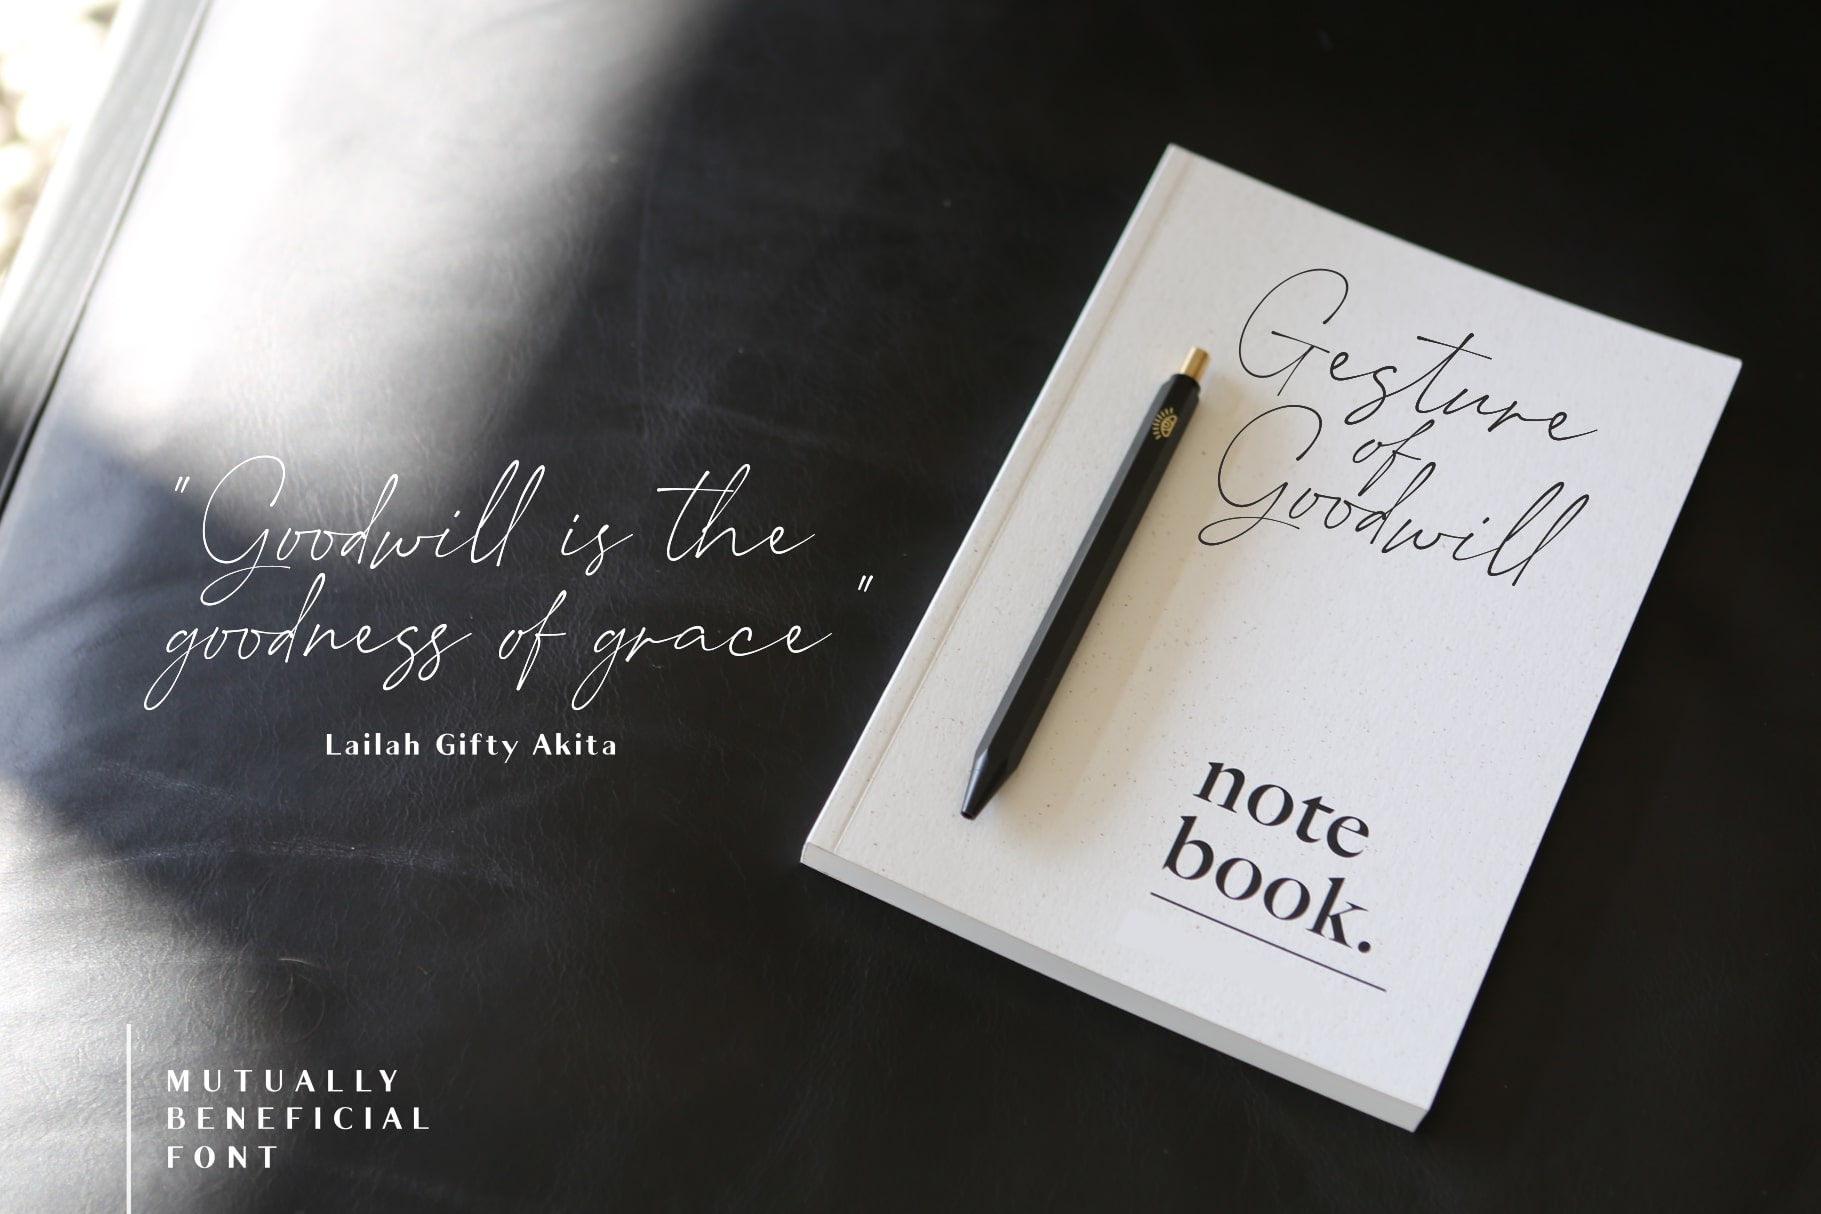 "Goodwill is the
goodness of grace"
Lailah Gifty Akita
MUTUALLY
BENEFICIAL
FONT
Gesture
of
Goodwill
note
book.